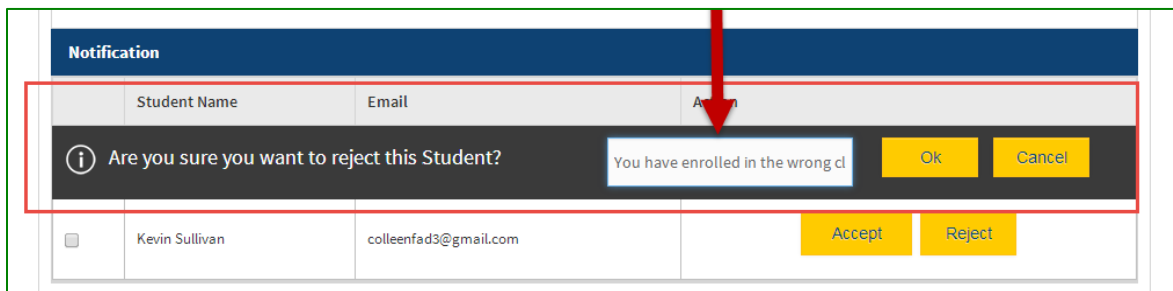 Notification
Student Name Email
Are you sure you want to reject this Student? You have enrolled in the wrong cl Ok Cancel
Kevin Sullivan colleenfad3@gmail.com Accept Reject